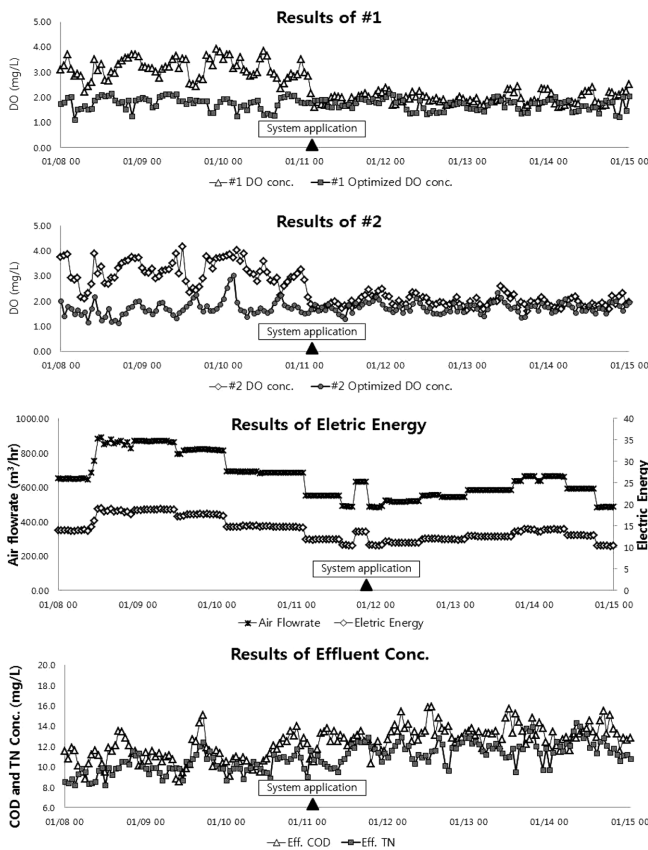 Results of #1
5.00
4.00
3.00
2.00
1.00
0.00
DO (mg/L)
System application
01/08 00 01/09 00 01/10 00 01/11 00 01/12 00 01/13 00 01/14 00 01/15 00
#1 DO conc. #1 Optimized DO conc.
Results of #2
5.00
4.00
3.00
2.00
1.00
0.00
DO (mg/L)
System application
01/08 00 01/09 00 01/10 00 01/11 00 01/12 00 01/13 00 01/14 00 01/15 00
#2 DO conc. #2 Optimized DO conc.
Results of Eletric Energy
1000.00
800.00
600.00
400.00
200.00
0.00
Air flowrate (m³/hr)
40
35
30
25
20
15
10
5
0
Electric Energy
System application
01/08 00 01/09 00 01/10 00 01/11 00 01/12 00 01/13 00 01/14 00 01/15 00
Air Flowrate Eletric Energy
Results of Effluent Conc.
20.0
18.0
16.0
14.0
12.0
10.0
8.0
6.0
COD and TN Conc. (mg/L)
System application
01/08 00 01/09 00 01/10 00 01/11 00 01/12 00 01/13 00 01/14 00 01/15 00
Eff. COD Eff. TN